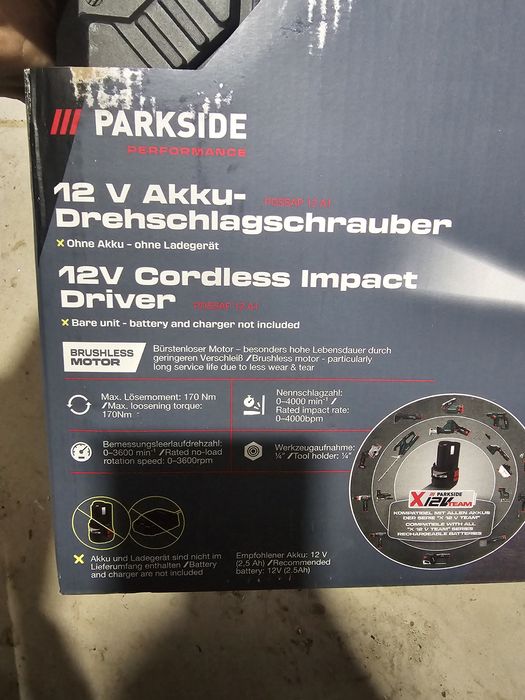 PARKSIDE
PERFORMANCE
12 V Akku-
Drehschlagschrauber
✗ Ohne Akku - ohne Ladegerät
12V Cordless Impact
Driver
✗ Bare unit - battery and charger not included
BRUSHLESS
MOTOR
Bürstenloser Motor – besonders hohe Lebensdauer durch
geringeren Verschleiß / Brushless motor - particularly
long service life due to less wear & tear
Max. Lösemoment: 170 Nm
/Max. loosening torque:
170Nm
Nennschlagzahl:
0–4000 min⁻¹ /
Rated impact rate:
0–4000bpm
Bemessungsleerlaufdrehzahl:
0–3600 min⁻¹ /Rated no-load
rotation speed: 0–3600rpm
Werkzeugaufnahme:
¼" /Tool holder: ¼"
PARKSIDE
X12V TEAM
KOMPATIBEL MIT ALLEN AKKUS
DER SERIE "X 12 V TEAM"
COMPATIBLE WITH ALL
"X 12 V TEAM" SERIES
RECHARGEABLE BATTERIES
✗ Akku und Ladegerät sind nicht im
Lieferumfang enthalten /Battery
and charger are not included
Empfohlener Akku: 12 V
(2,5 Ah) /Recommended
battery: 12V (2.5Ah)